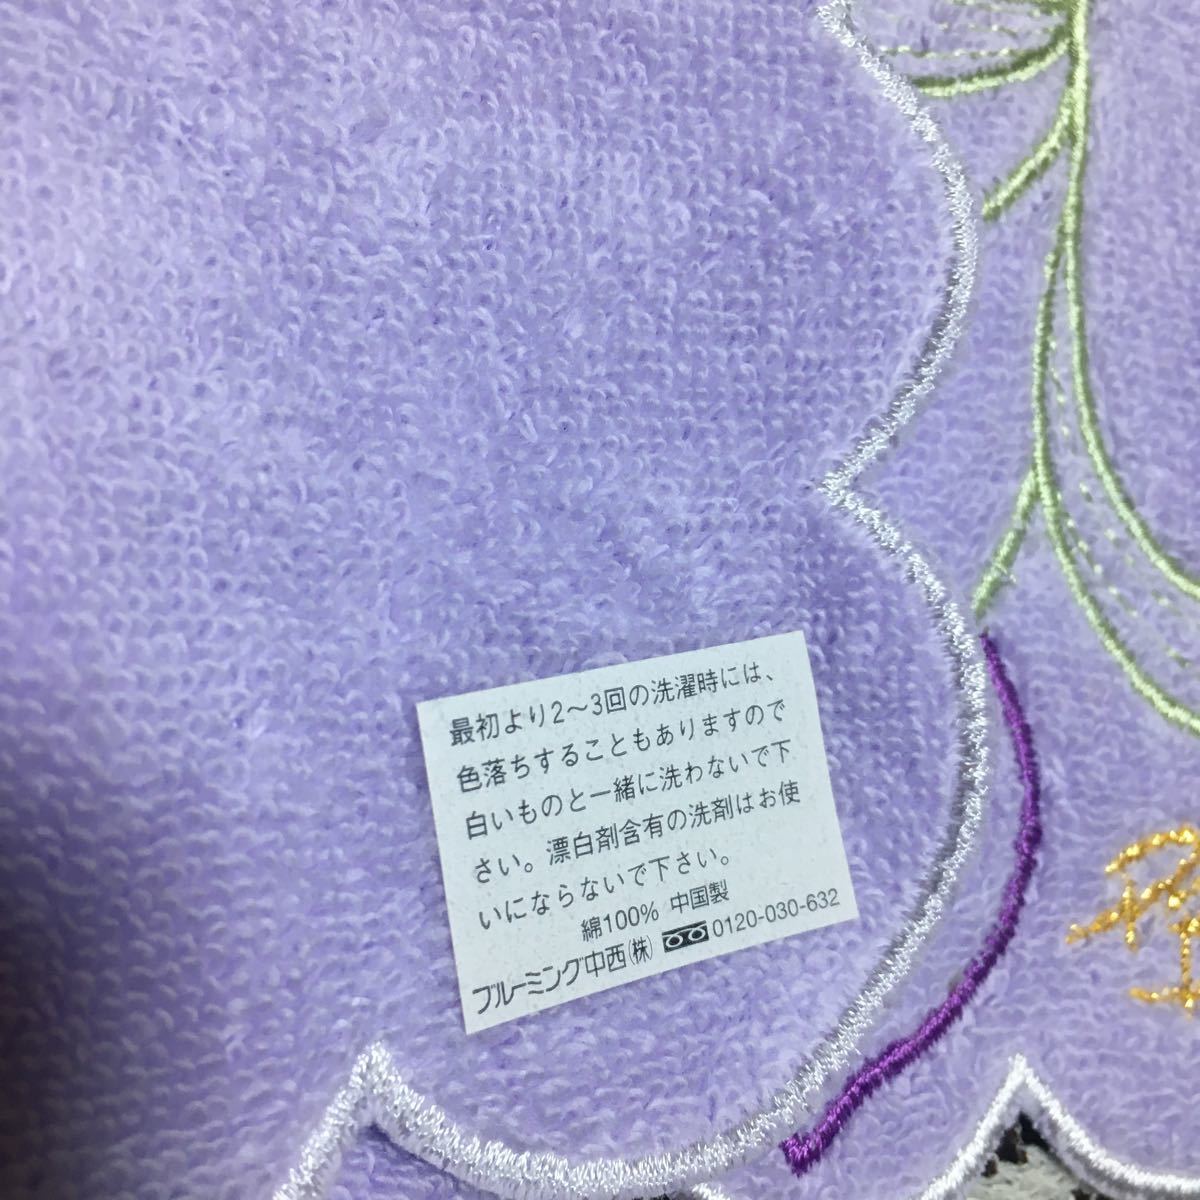 最初より2〜3回の洗濯時には、
色落ちすることもありますので
白いものと一緒に洗わないで下
さい。漂白剤含有の洗剤はお使
いにならないで下さい。
綿100% 中国製
ブルーミング中西(株) 0120-030-632